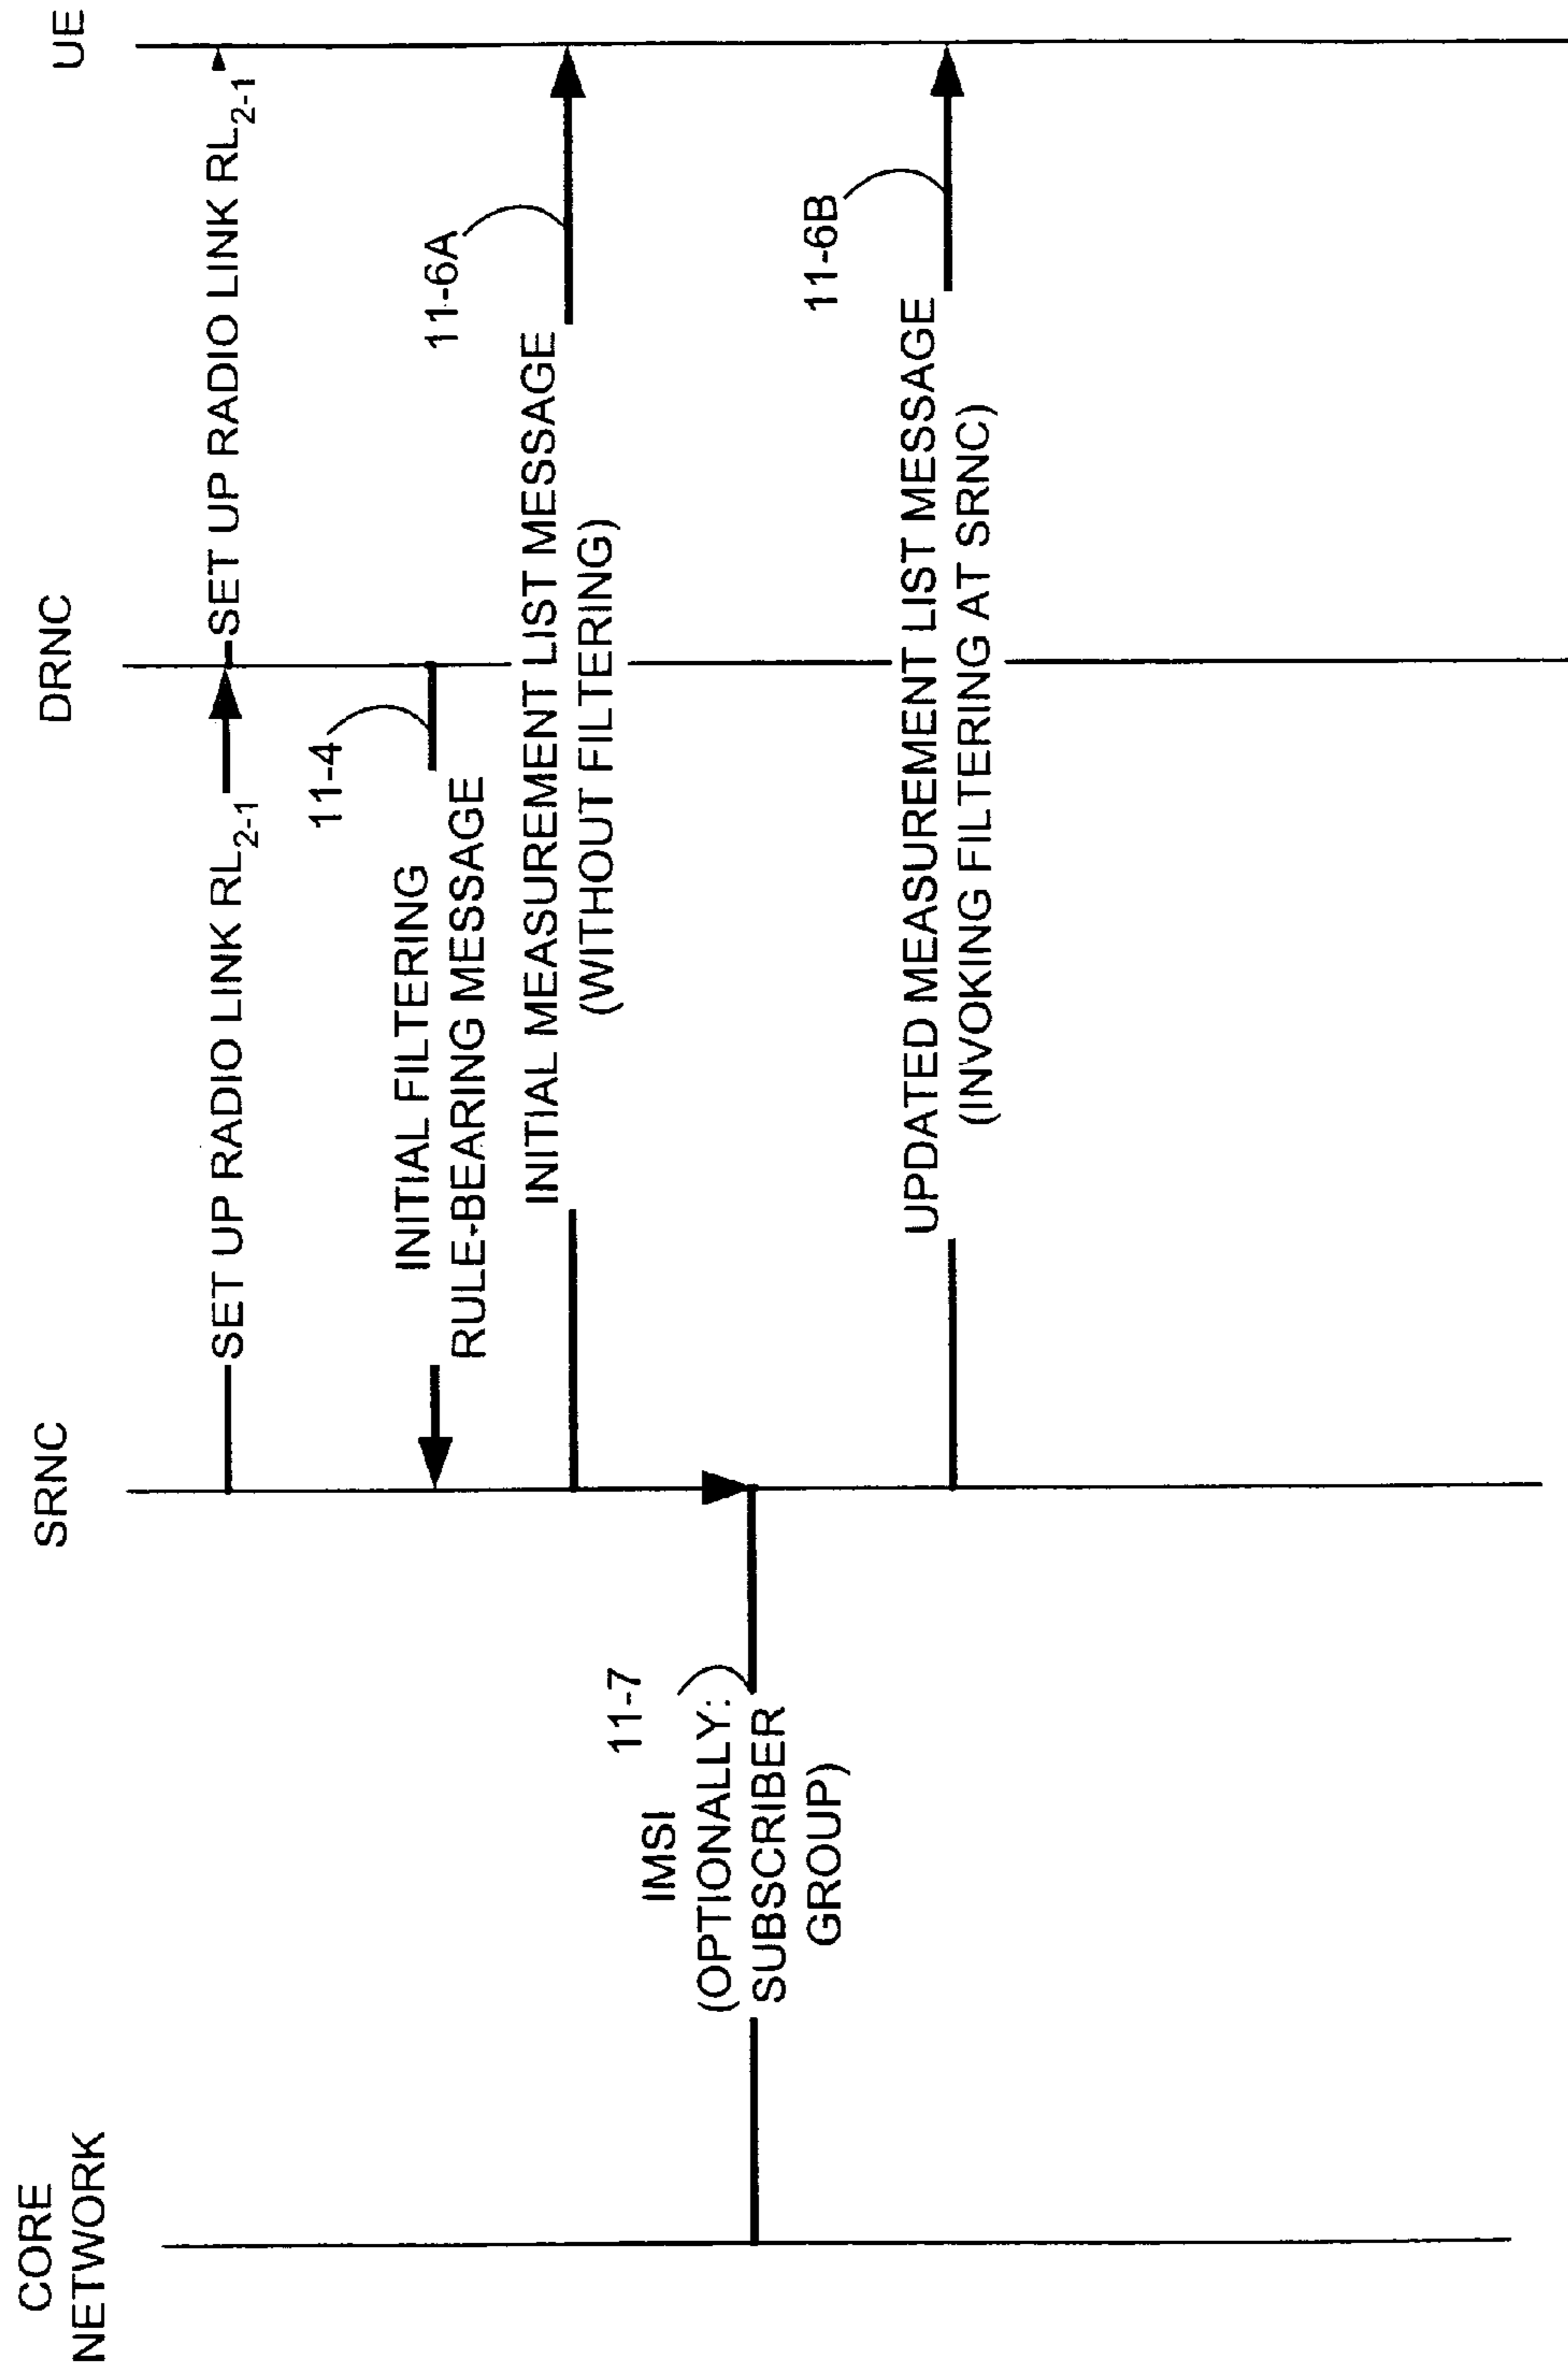 CORE
NETWORK
SRNC
DRNC
UE
SET UP RADIO LINK RL2-1
SET UP RADIO LINK RL2-1
11-4
INITIAL FILTERING
RULE-BEARING MESSAGE
11-6A
INITIAL MEASUREMENT LIST MESSAGE
(WITHOUT FILTERING)
11-7
IMSI
(OPTIONALLY:
SUBSCRIBER
GROUP)
11-6B
UPDATED MEASUREMENT LIST MESSAGE
(INVOKING FILTERING AT SRNC)